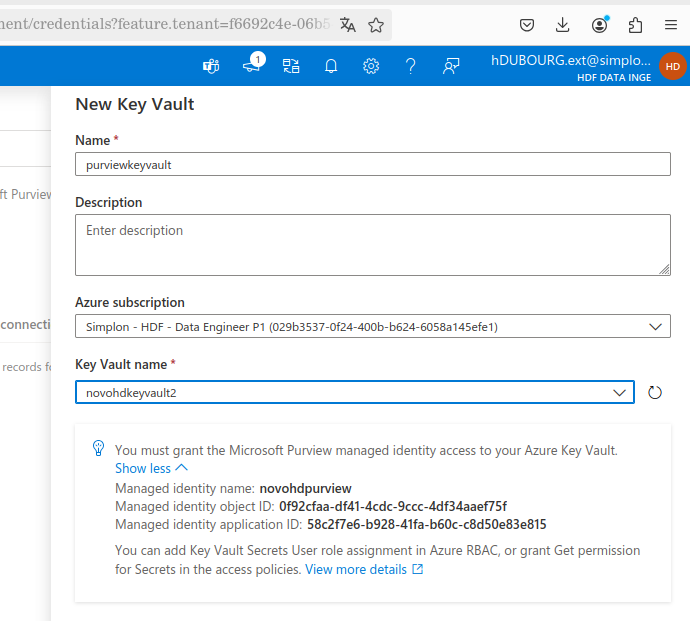 ment/credentials?feature.tenant=f6692c4e-06b5
1
hDUBOURG.ext@simplo...
HDF DATA INGE
HD
New Key Vault
Name *
purviewkeyvault
ft Purview
Description
Enter description
Azure subscription
connecti
Simplon - HDF - Data Engineer P1 (029b3537-0f24-400b-b624-6058a145efe1)
Key Vault name *
records fo
novohdkeyvault2
You must grant the Microsoft Purview managed identity access to your Azure Key Vault.
Show less
Managed identity name: novohdpurview
Managed identity object ID: 0f92cfaa-df41-4cdc-9ccc-4df34aaef75f
Managed identity application ID: 58c2f7e6-b928-41fa-b60c-c8d50e83e815
You can add Key Vault Secrets User role assignment in Azure RBAC, or grant Get permission
for Secrets in the access policies. View more details